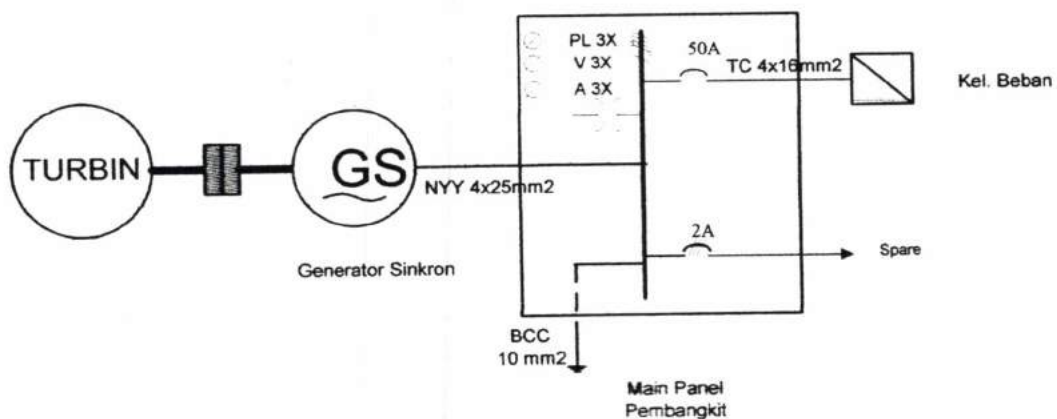 PL 3X
V 3X
A 3X
50A
TC 4x16mm2
Kel. Beban
TURBIN
GS
NYY 4x25mm2
Generator Sinkron
2A
Spare
BCC
10 mm2
Main Panel
Pembangkit